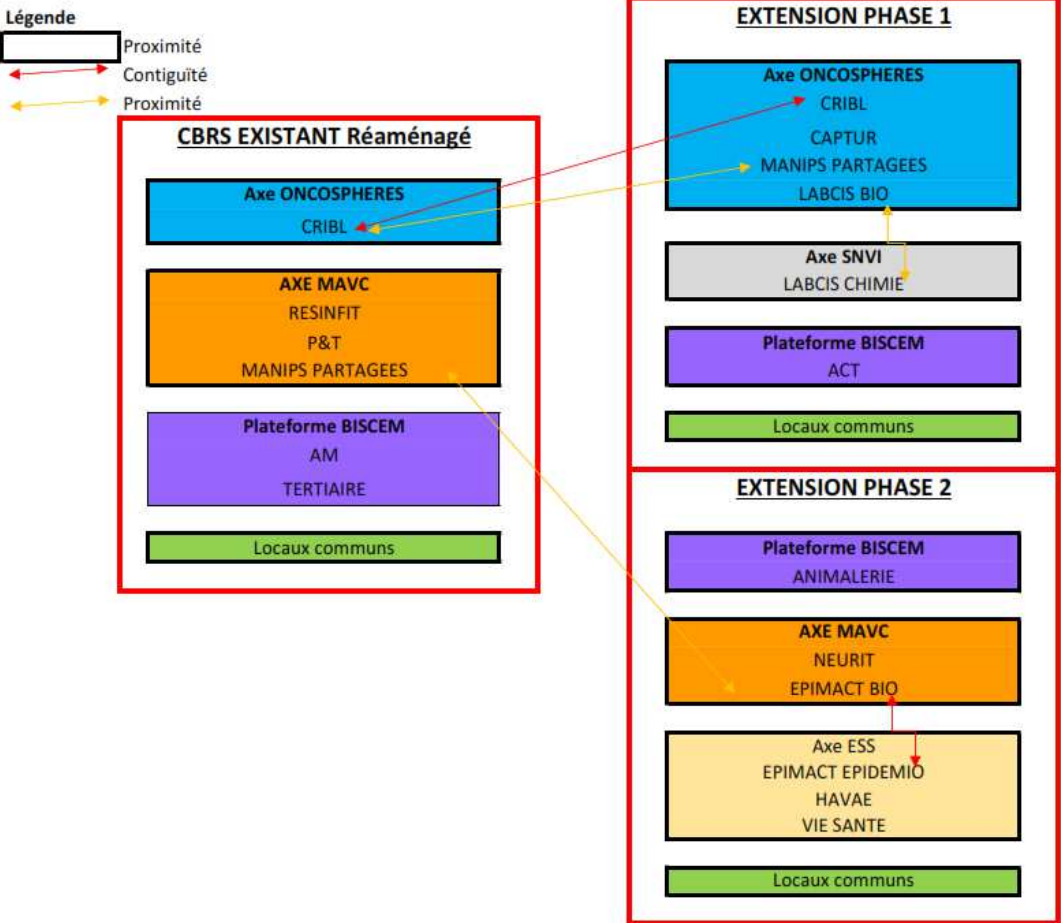 Légende
Proximité
Contiguïté
Proximité
CBRS EXISTANT Réaménagé
Axe ONCOSPHERES
CRIBL
AXE MAVC
RESINFIT
P&T
MANIPS PARTAGEES
Plateforme BISCEM
AM
TERTIAIRE
Locaux communs
EXTENSION PHASE 1
Axe ONCOSPHERES
CRIBL
CAPTUR
MANIPS PARTAGEES
LABCIS BIO
Axe SNVI
LABCIS CHIMIE
Plateforme BISCEM
ACT
Locaux communs
EXTENSION PHASE 2
Plateforme BISCEM
ANIMALERIE
AXE MAVC
NEURIT
EPIMACT BIO
Axe ESS
EPIMACT EPIDEMIO
HAVAE
VIE SANTE
Locaux communs